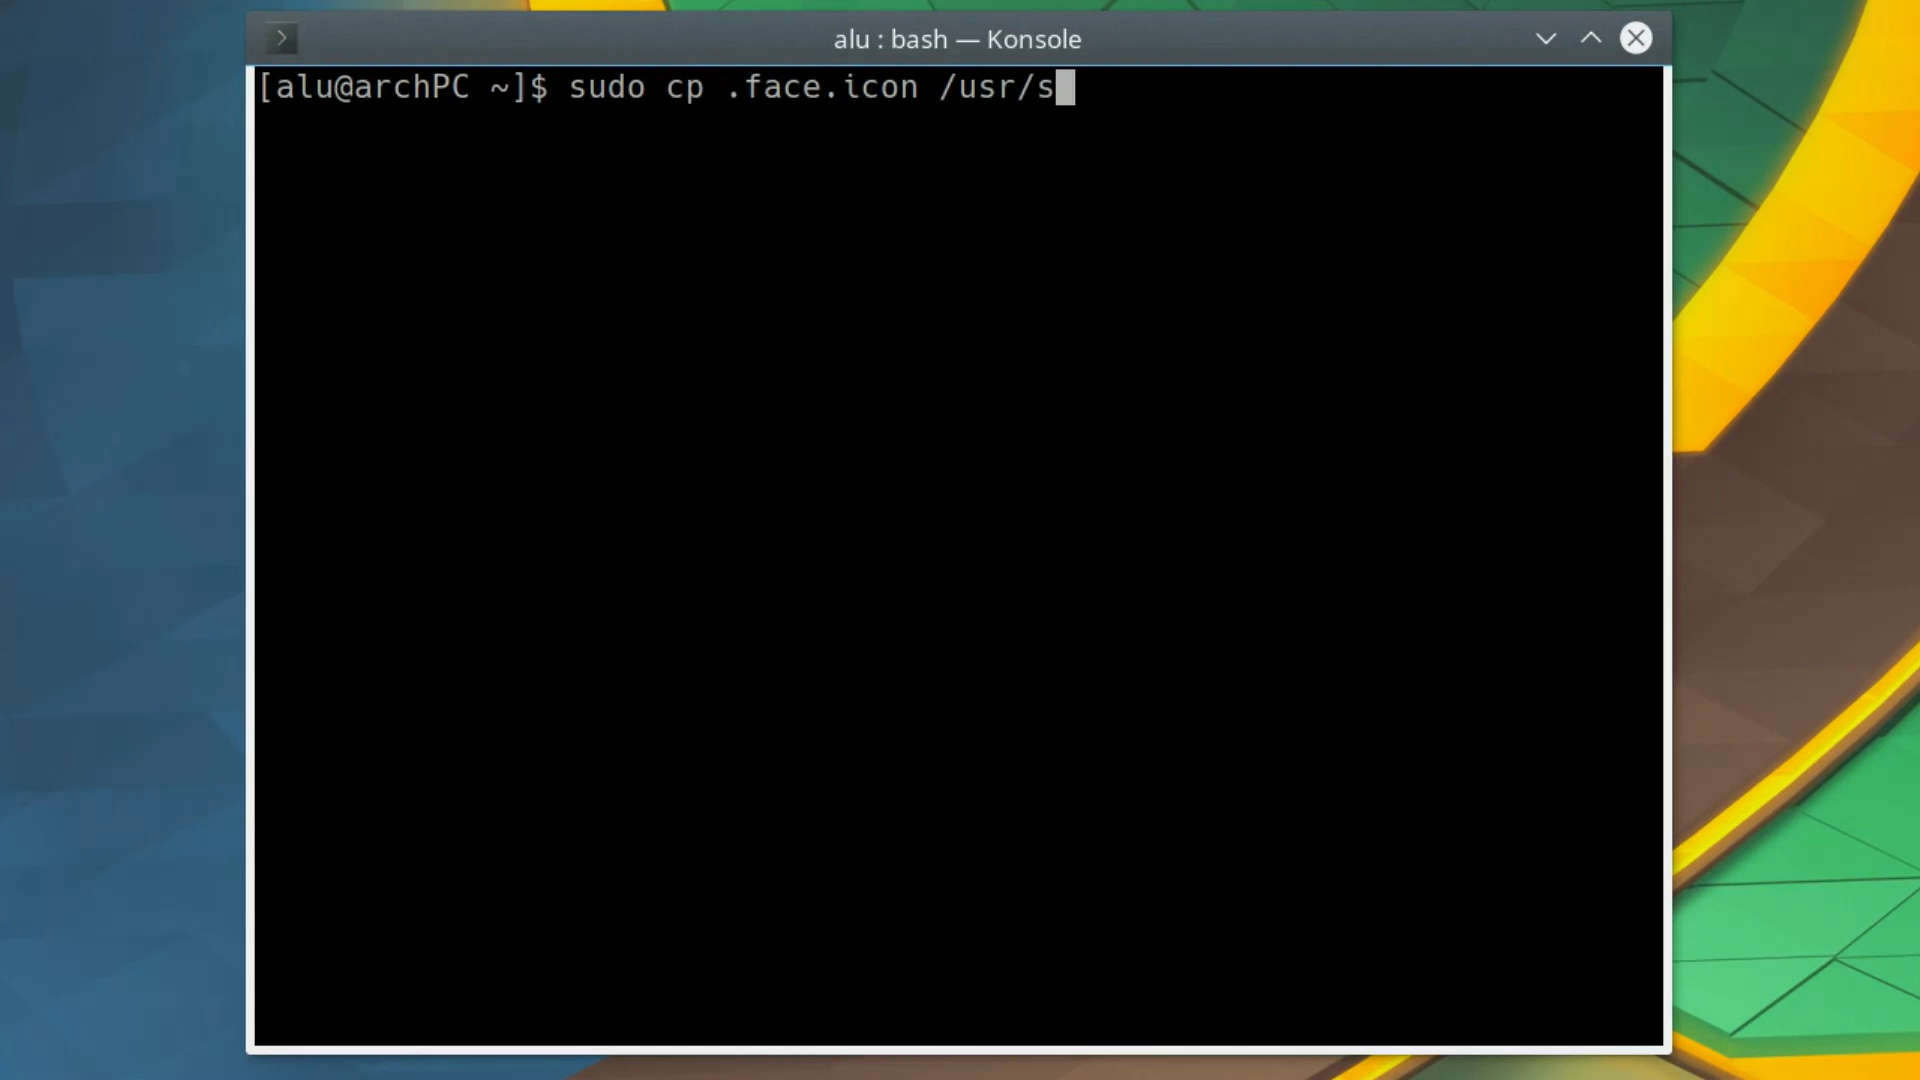 alu : bash — Konsole
[alu@archPC ~]$ sudo cp .face.icon /usr/s